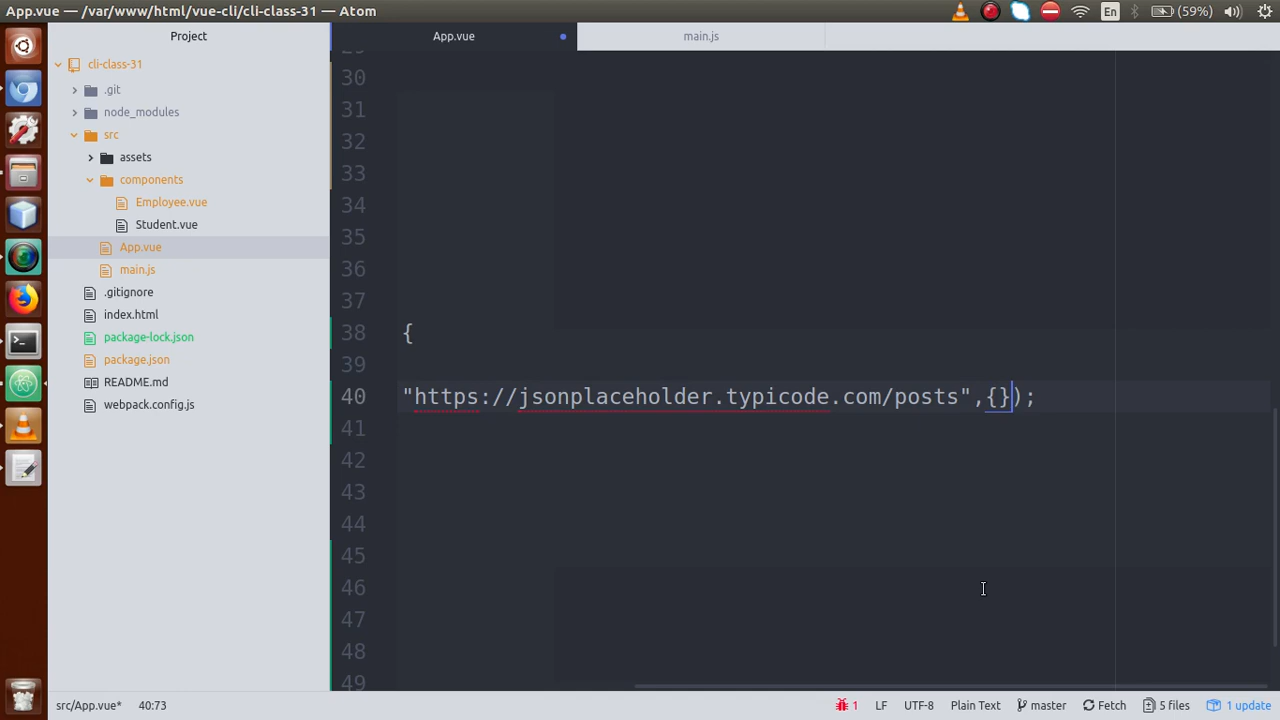 App.vue — /var/www/html/vue-cli/cli-class-31 — Atom
En
(59%)
Project
App.vue
main.js
cli-class-31
.git
node_modules
src
assets
components
Employee.vue
Student.vue
App.vue
main.js
.gitignore
index.html
package-lock.json
package.json
README.md
webpack.config.js
29
30
31
32
33
34
35
36
37
38 {
39
40 "https://jsonplaceholder.typicode.com/posts",{});
41
42
43
44
45
46
47
48
49
src/App.vue* 40:73
1 LF UTF-8 Plain Text master Fetch 5 files 1 update